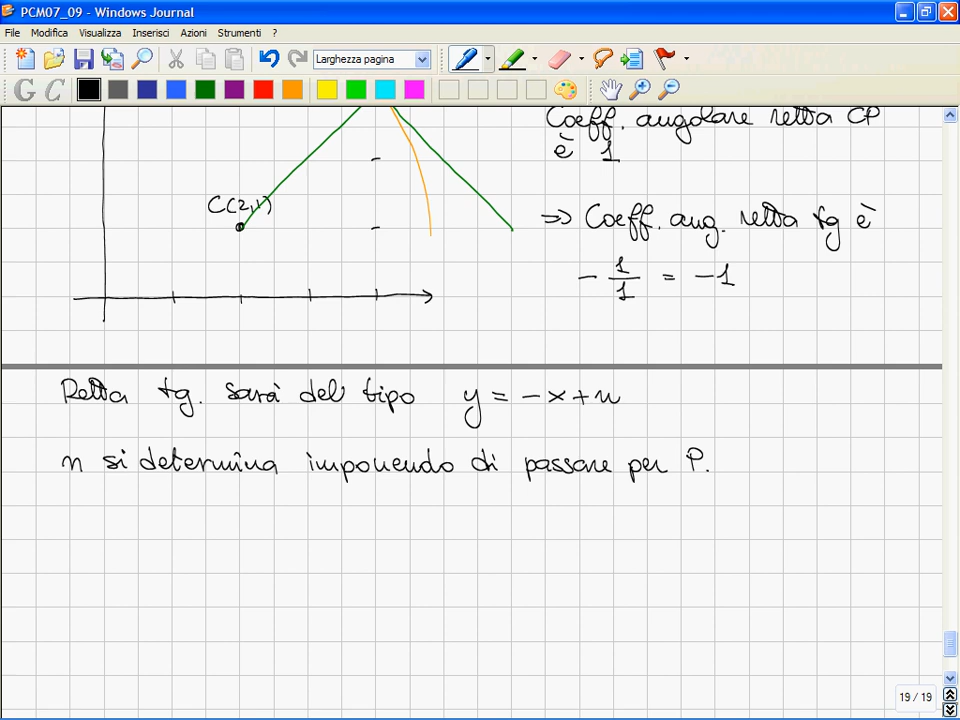 PCM07_09 - Windows Journal
File Modifica Visualizza Inserisci Azioni Strumenti ?
Larghezza pagina
G C
Coeff. angolare retta CP
è 1
C(2,1)
=> Coeff. ang. retta tg è
- 1/1 = -1
Retta tg. sarà del tipo y = -x+n
n si determina imponendo di passare per P.
19 / 19